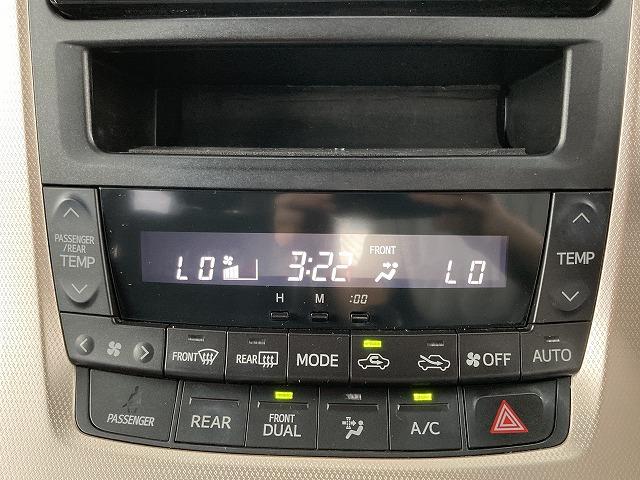 PASSENGER
/REAR
TEMP
LO 3:22 FRONT LO
TEMP
H M :00
FRONT REAR MODE OFF AUTO
PASSENGER REAR FRONT
DUAL A/C